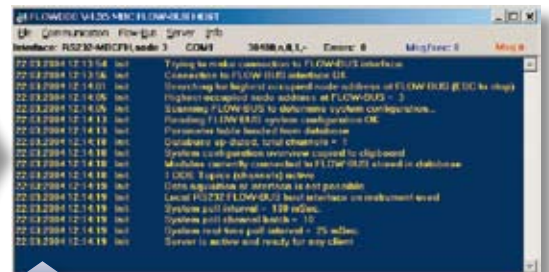 FLOWDDE V4.BS MBC FLOW-BUS HOST
File Communication Flow-Bus Server Info
Interface: RS232-MBCFH, node 3 COM1 38400,n,8,1,- Errors: 0 Msg/sec: 0 Msg 0
22.03.2004 12:13:54 Init Trying to make connection to FLOW-BUS interface
22.03.2004 12:13:56 Init Connection to FLOW-BUS interface OK
22.03.2004 12:14:01 Init Searching for highest occupied node address at FLOW-BUS (ESC to stop)
22.03.2004 12:14:05 Init Highest occupied node address at FLOW-BUS = 3
22.03.2004 12:14:05 Init Scanning FLOW-BUS to determine system configuration...
22.03.2004 12:14:13 Init Reading FLOW-BUS system configuration OK
22.03.2004 12:14:13 Init Parameter table loaded from database
22.03.2004 12:14:18 Init Database up-dated, total channels = 1
22.03.2004 12:14:18 Init System configuration overview copied to clipboard
22.03.2004 12:14:18 Init Modules currently connected to FLOW-BUS stored in database
22.03.2004 12:14:18 Init 1 DDE Topics (channels) active
22.03.2004 12:14:19 Init Data aquisition at interface is not possible
22.03.2004 12:14:19 Init Local RS232 FLOW-BUS host interface on instrument used
22.03.2004 12:14:19 Init System poll interval = 100 mSec.
22.03.2004 12:14:19 Init System poll channel batch = 10
22.03.2004 12:14:19 Init System real time poll interval = 25 mSec.
22.03.2004 12:14:19 Init Server is active and ready for any client